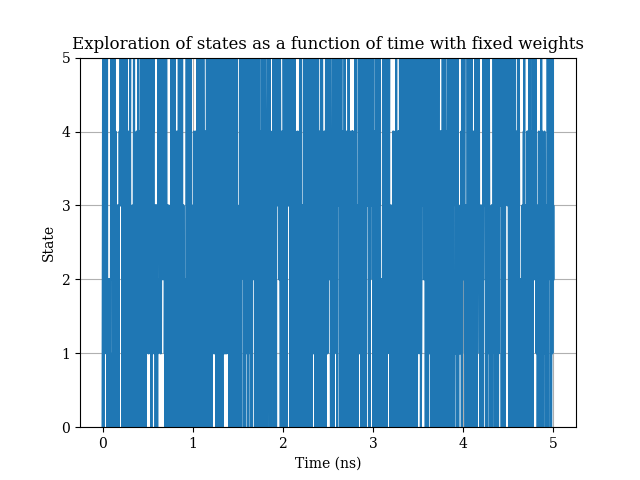 Exploration of states as a function of time with fixed weights
5
4
3
2
1
0
State
0 1 2 3 4 5
Time (ns)